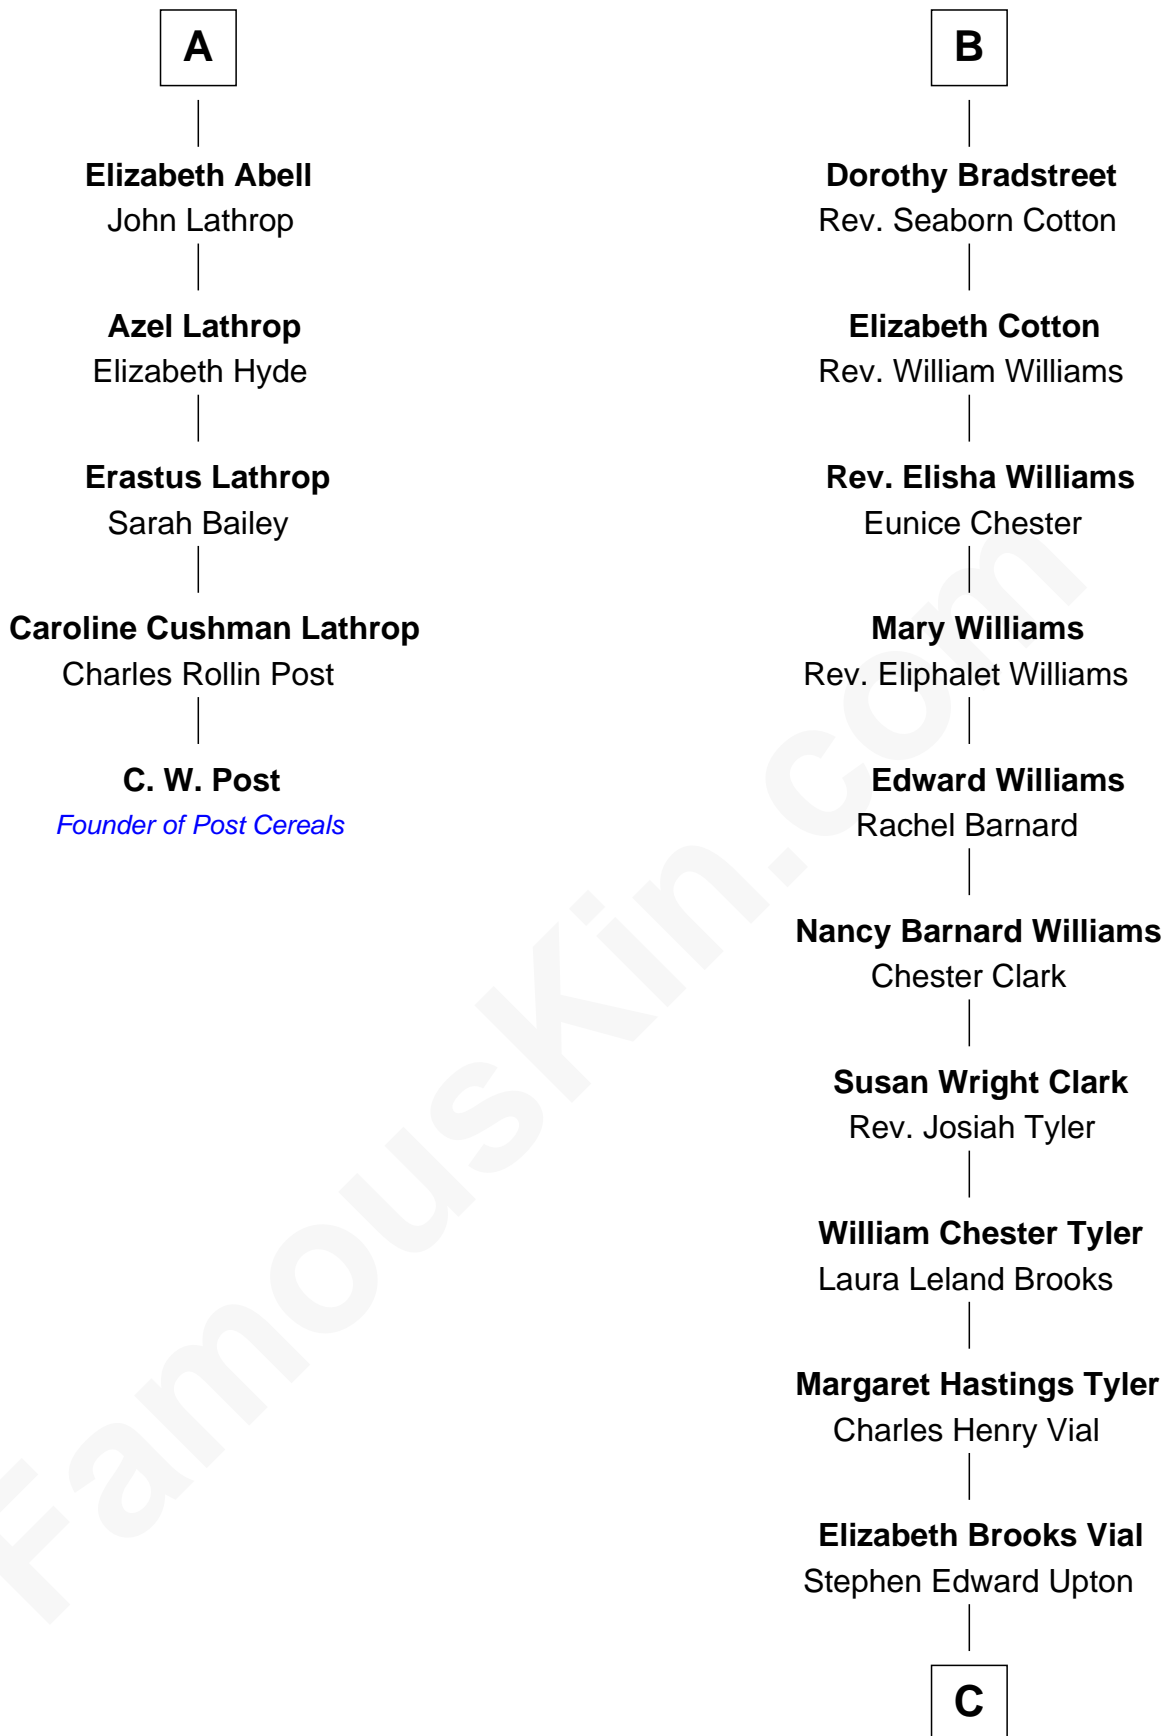 A
Elizabeth Abell
John Lathrop
Azel Lathrop
Elizabeth Hyde
Erastus Lathrop
Sarah Bailey
Caroline Cushman Lathrop
Charles Rollin Post
C. W. Post
Founder of Post Cereals
B
Dorothy Bradstreet
Rev. Seaborn Cotton
Elizabeth Cotton
Rev. William Williams
Rev. Elisha Williams
Eunice Chester
Mary Williams
Rev. Eliphalet Williams
Edward Williams
Rachel Barnard
Nancy Barnard Williams
Chester Clark
Susan Wright Clark
Rev. Josiah Tyler
William Chester Tyler
Laura Leland Brooks
Margaret Hastings Tyler
Charles Henry Vial
Elizabeth Brooks Vial
Stephen Edward Upton
C
FamousKin.com